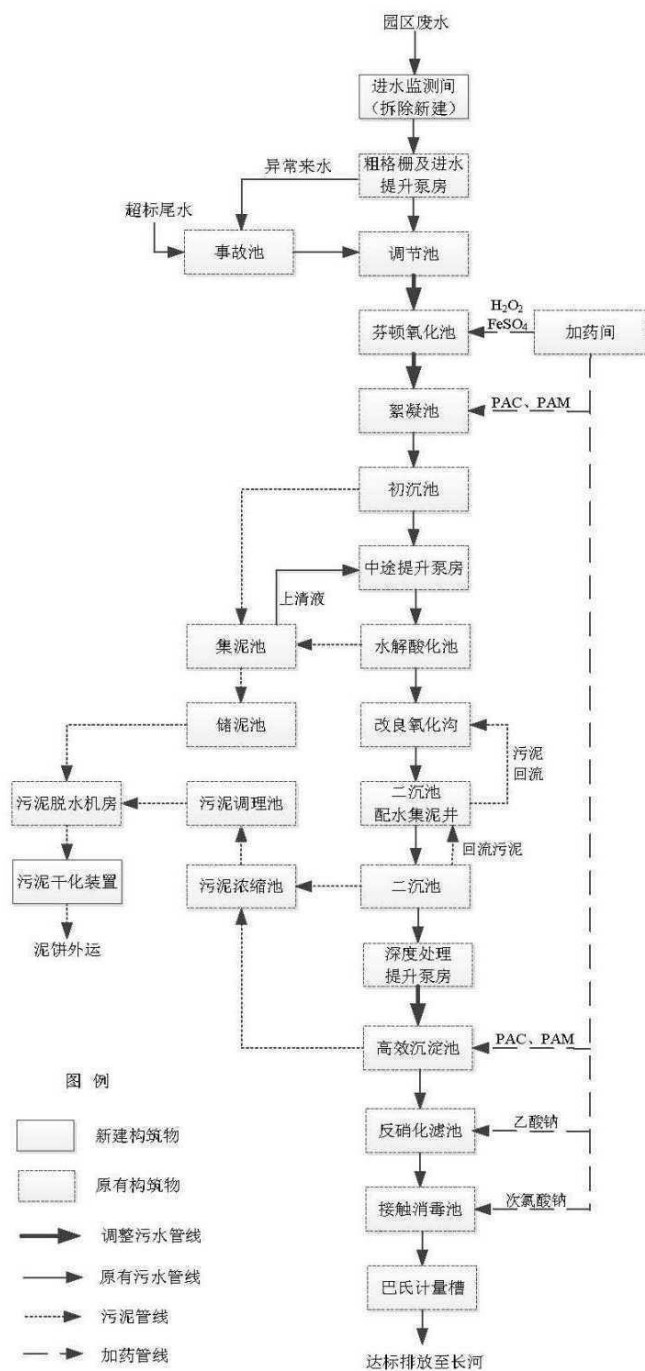 园区废水
进水监测间
（拆除新建）
异常来水
粗格栅及进水
提升泵房
超标尾水
事故池
调节池
H₂O₂
FeSO₄
芬顿氧化池
加药间
絮凝池
PAC、PAM
初沉池
中途提升泵房
上清液
集泥池
水解酸化池
储泥池
改良氧化沟
污泥
回流
污泥脱水机房
污泥调理池
二沉池
配水集泥井
回流污泥
污泥干化装置
污泥浓缩池
二沉池
泥饼外运
深度处理
提升泵房
高效沉淀池
PAC、PAM
图 例
新建构筑物
反硝化滤池
乙酸钠
原有构筑物
接触消毒池
次氯酸钠
调整污水管线
原有污水管线
巴氏计量槽
污泥管线
加药管线
达标排放至长河